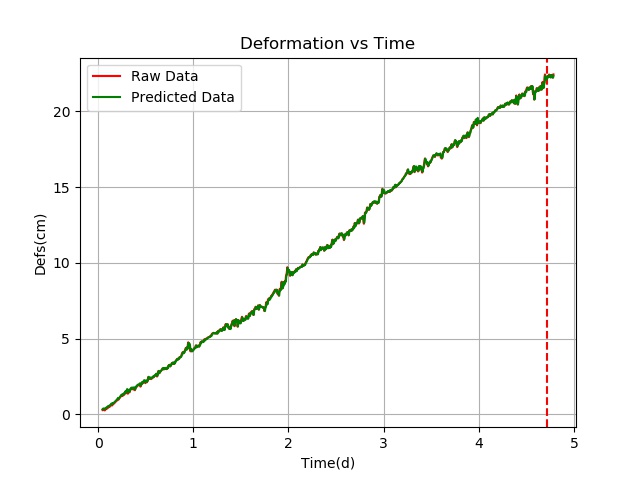 Deformation vs Time
Raw Data
Predicted Data
Defs(cm)
20
15
10
5
0
0 1 2 3 4 5
Time(d)